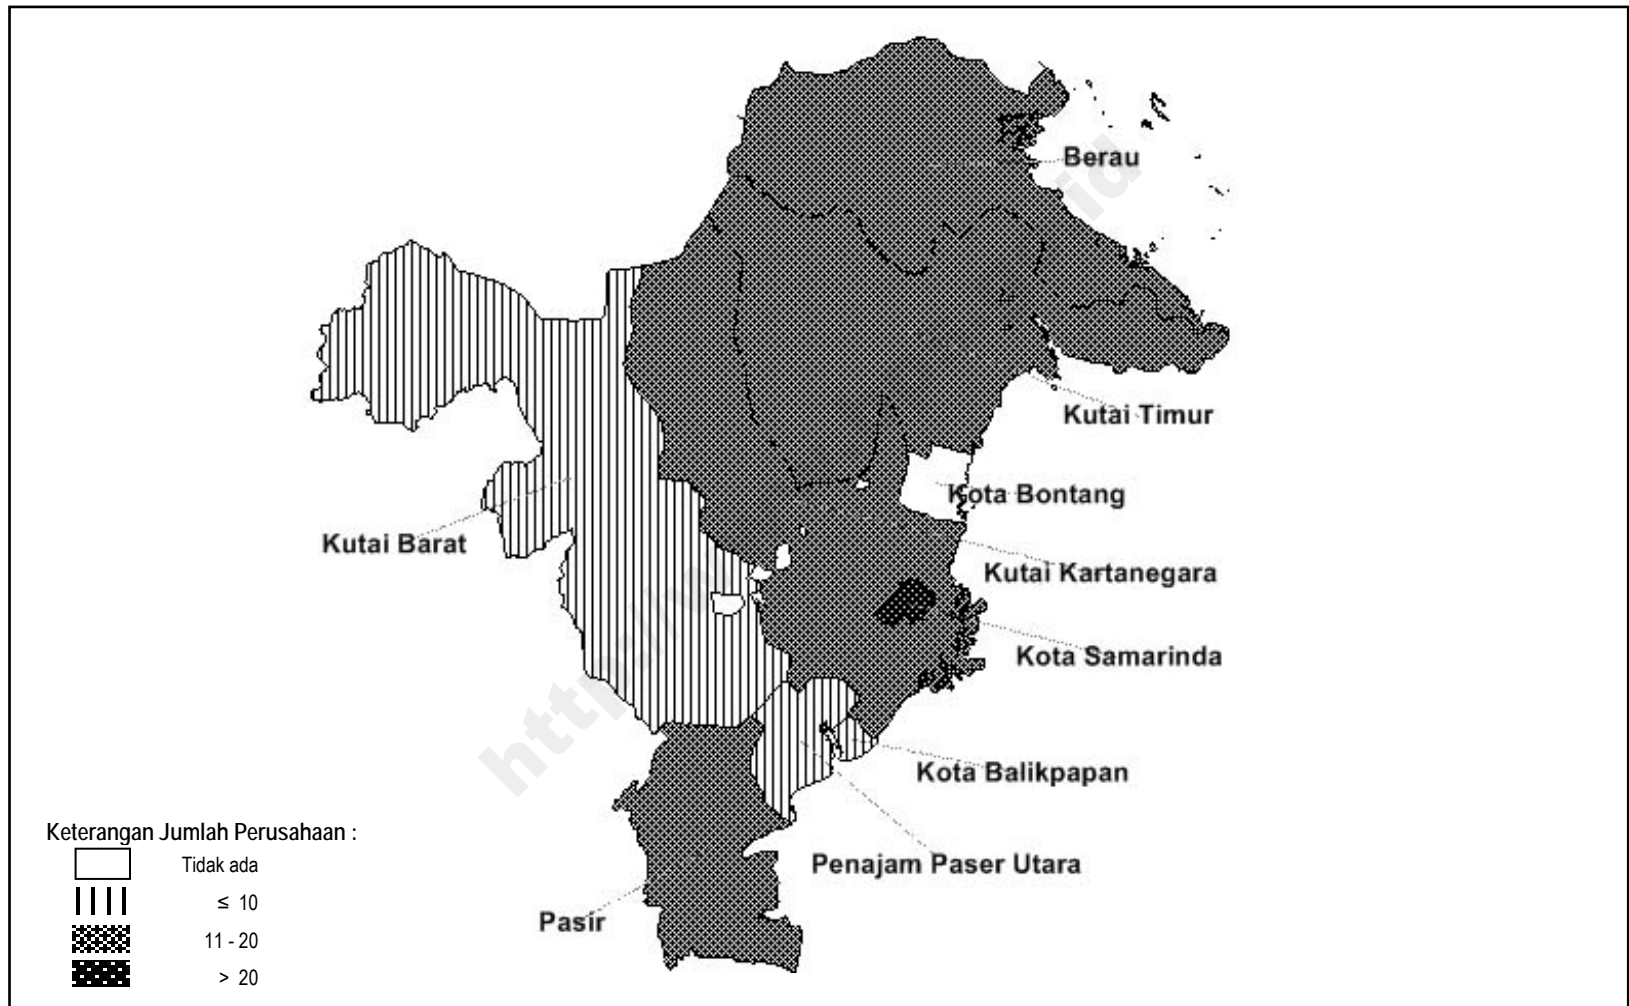 Berau
Kutai Timur
Kota Bontang
Kutai Barat
Kutai Kartanegara
Kota Samarinda
Kota Balikpapan
Penajam Paser Utara
Pasir
Keterangan Jumlah Perusahaan :
Tidak ada
≤ 10
11 - 20
> 20